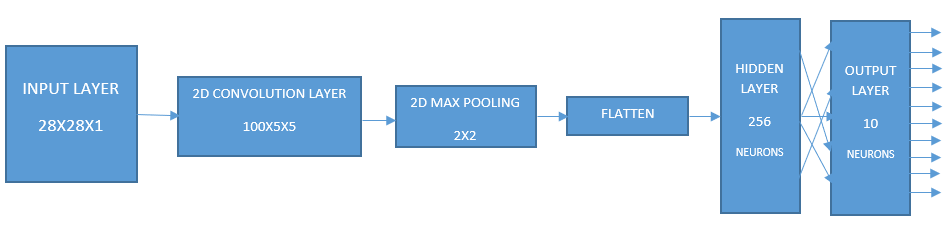 INPUT LAYER
28X28X1
2D CONVOLUTION LAYER
100X5X5
2D MAX POOLING
2X2
FLATTEN
HIDDEN
LAYER
256
NEURONS
OUTPUT
LAYER
10
NEURONS